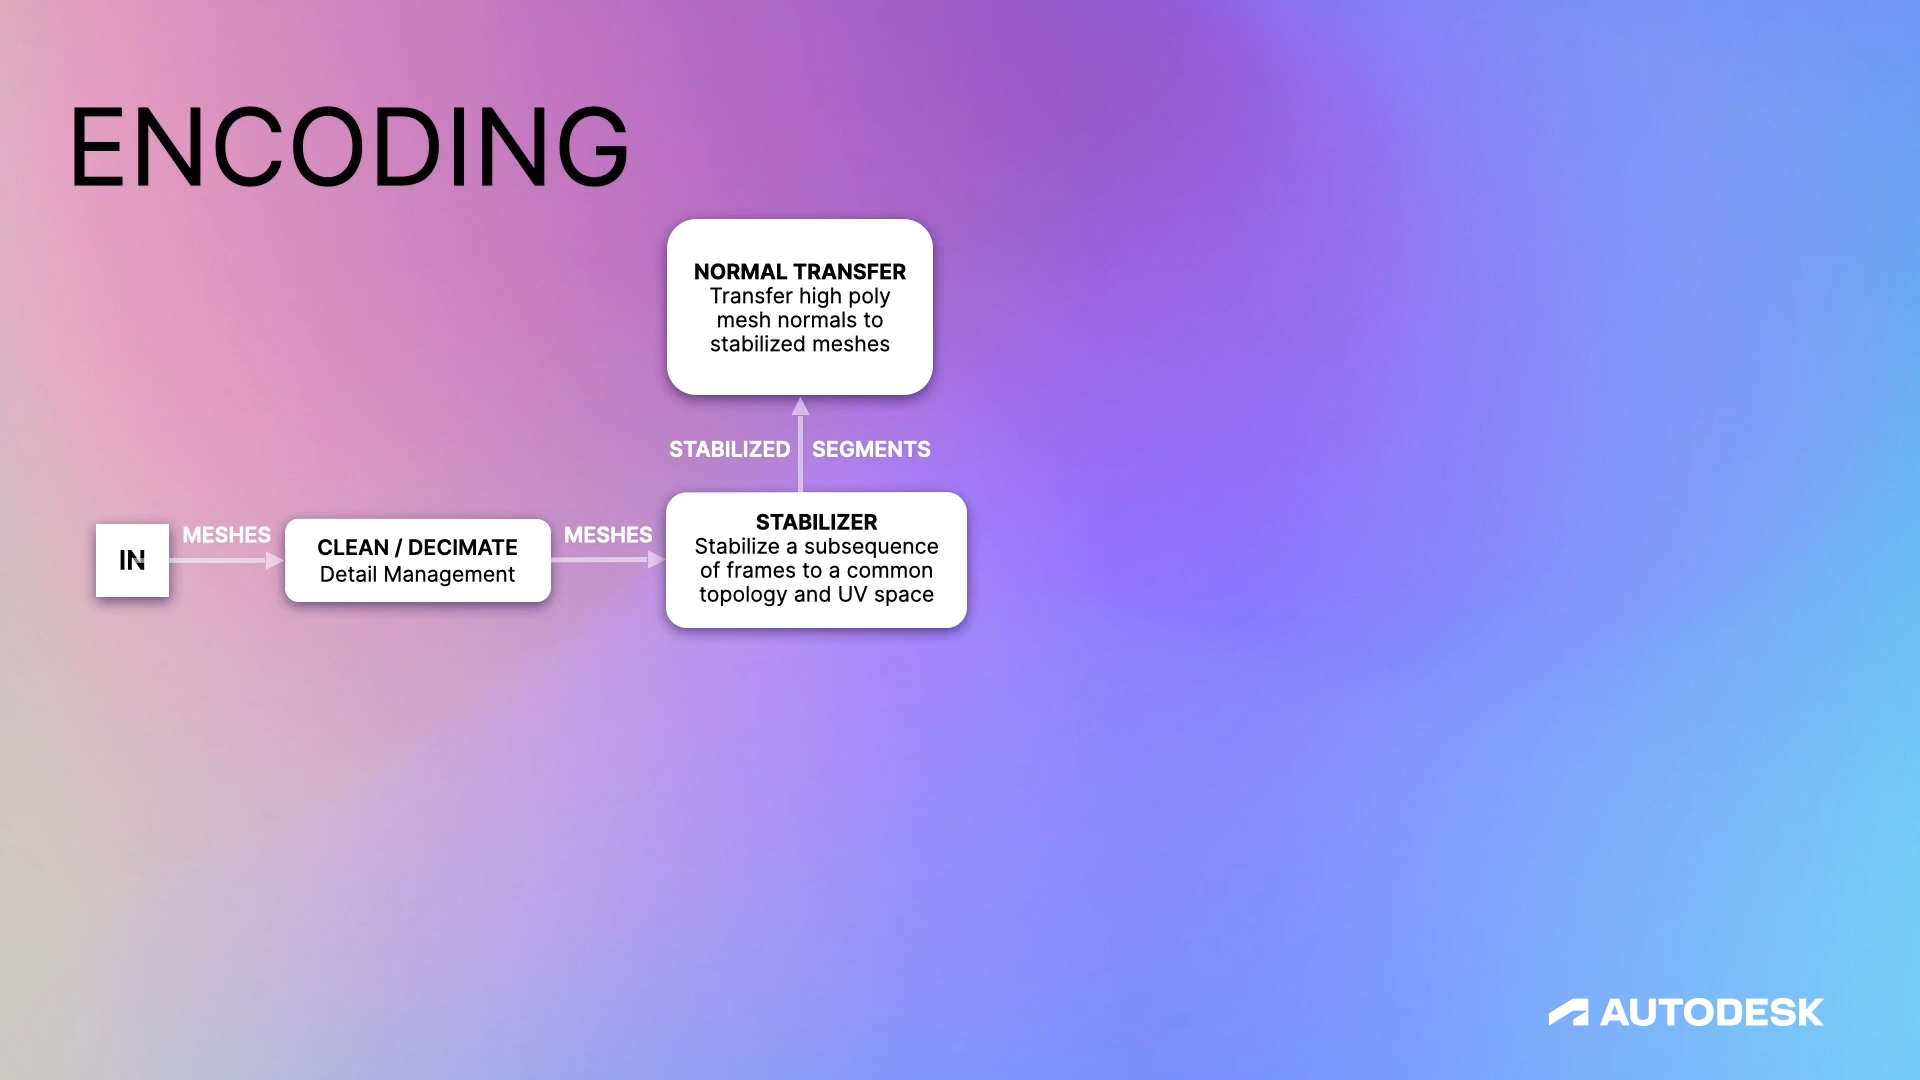 ENCODING
NORMAL TRANSFER
Transfer high poly
mesh normals to
stabilized meshes
STABILIZED SEGMENTS
IN
MESHES
CLEAN / DECIMATE
Detail Management
MESHES
STABILIZER
Stabilize a subsequence
of frames to a common
topology and UV space
AUTODESK